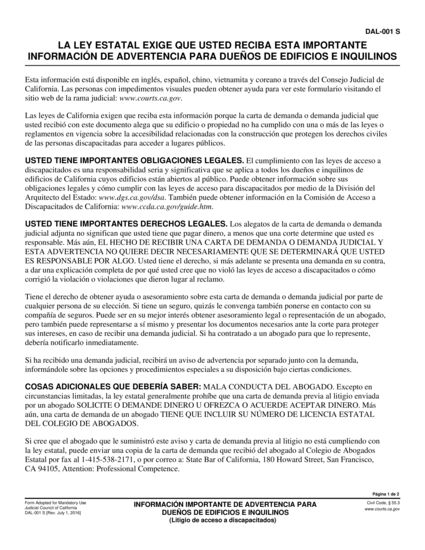 DAL-001 S
LA LEY ESTATAL EXIGE QUE USTED RECIBA ESTA IMPORTANTE
INFORMACIÓN DE ADVERTENCIA PARA DUEÑOS DE EDIFICIOS E INQUILINOS
Esta información está disponible en inglés, español, chino, vietnamita y coreano a través del Consejo Judicial de
California. Las personas con impedimentos visuales pueden obtener ayuda para ver este formulario visitando el
sitio web de la rama judicial: www.courts.ca.gov.
Las leyes de California exigen que reciba esta información porque la carta de demanda o demanda judicial que
usted recibió con este documento alega que su edificio o propiedad no ha cumplido con una o más de las leyes o
reglamentos en vigencia sobre la accesibilidad relacionadas con la construcción que protegen los derechos civiles
de las personas discapacitadas para acceder a lugares públicos.
USTED TIENE IMPORTANTES OBLIGACIONES LEGALES. El cumplimiento con las leyes de acceso a
discapacitados es una responsabilidad seria y significativa que se aplica a todos los dueños e inquilinos de
edificios de California cuyos edificios están abiertos al público. Puede obtener información sobre sus
obligaciones legales y cómo cumplir con las leyes de acceso para discapacitados por medio de la División del
Arquitecto del Estado: www.dgs.ca.gov/dsa. También puede obtener información en la Comisión de Acceso a
Discapacitados de California: www.ccda.ca.gov/guide.htm.
USTED TIENE IMPORTANTES DERECHOS LEGALES. Los alegatos de la carta de demanda o demanda
judicial adjunta no significan que usted tiene que pagar dinero, a menos que una corte determine que usted es
responsable. Más aún, EL HECHO DE RECIBIR UNA CARTA DE DEMANDA O DEMANDA JUDICIAL Y
ESTA ADVERTENCIA NO QUIERE DECIR NECESARIAMENTE QUE SE DETERMINARÁ QUE USTED
ES RESPONSABLE POR ALGO. Usted tiene el derecho, si más adelante se presenta una demanda en su contra,
a dar una explicación completa de por qué usted cree que no violó las leyes de acceso a discapacitados o cómo
corrigió la violación o violaciones que dieron lugar al reclamo.
Tiene el derecho de obtener ayuda o asesoramiento sobre esta carta de demanda o demanda judicial por parte de
cualquier persona de su elección. Si tiene un seguro, quizás le convenga también ponerse en contacto con su
compañía de seguros. Puede ser en su mejor interés obtener asesoramiento legal o representación de un abogado,
pero también puede representarse a sí mismo y presentar los documentos necesarios ante la corte para proteger
sus intereses, en caso de recibir una demanda judicial. Si ha contratado a un abogado para que lo represente,
debería notificarlo inmediatamente.
Si ha recibido una demanda judicial, recibirá un aviso de advertencia por separado junto con la demanda,
informándole sobre las opciones y procedimientos especiales a su disposición bajo ciertas condiciones.
COSAS ADICIONALES QUE DEBERÍA SABER: MALA CONDUCTA DEL ABOGADO. Excepto en
circunstancias limitadas, la ley estatal generalmente prohíbe que una carta de demanda previa al litigio enviada
por un abogado SOLICITE O DEMANDE DINERO U OFREZCA O ACUERDE ACEPTAR DINERO. Más
aún, una carta de demanda de un abogado TIENE QUE INCLUIR SU NÚMERO DE LICENCIA ESTATAL
DEL COLEGIO DE ABOGADOS.
Si cree que el abogado que le suministró este aviso y carta de demanda previa al litigio no está cumpliendo con
la ley estatal, puede enviar una copia de la carta de demanda que recibió del abogado al Colegio de Abogados
Estatal por fax al 1-415-538-2171, o por correo a: State Bar of California, 180 Howard Street, San Francisco,
CA 94105, Attention: Professional Competence.
Página 1 de 2
Form Adopted for Mandatory Use
Judicial Council of California
DAL-001 S [Rev. July 1, 2016]
INFORMACIÓN IMPORTANTE DE ADVERTENCIA PARA
DUEÑOS DE EDIFICIOS E INQUILINOS
(Litigio de acceso a discapacitados)
Civil Code, § 55.3
www.courts.ca.gov